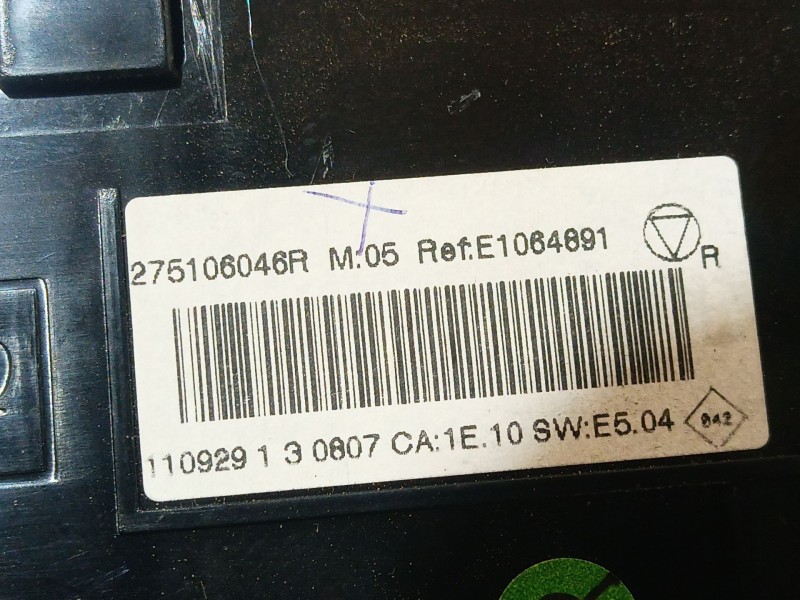 275106046R M:05 Ref:E1064891
R
110929 1 3 0807 CA:1E.10 SW:E5.04
942